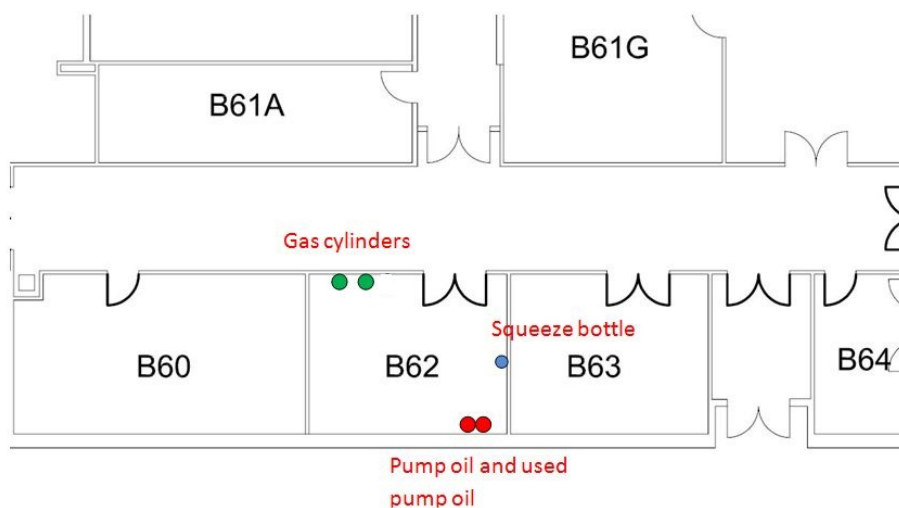 B61G
B61A
Gas cylinders
Squeeze bottle
B60
B62
B63
B64
Pump oil and used
pump oil